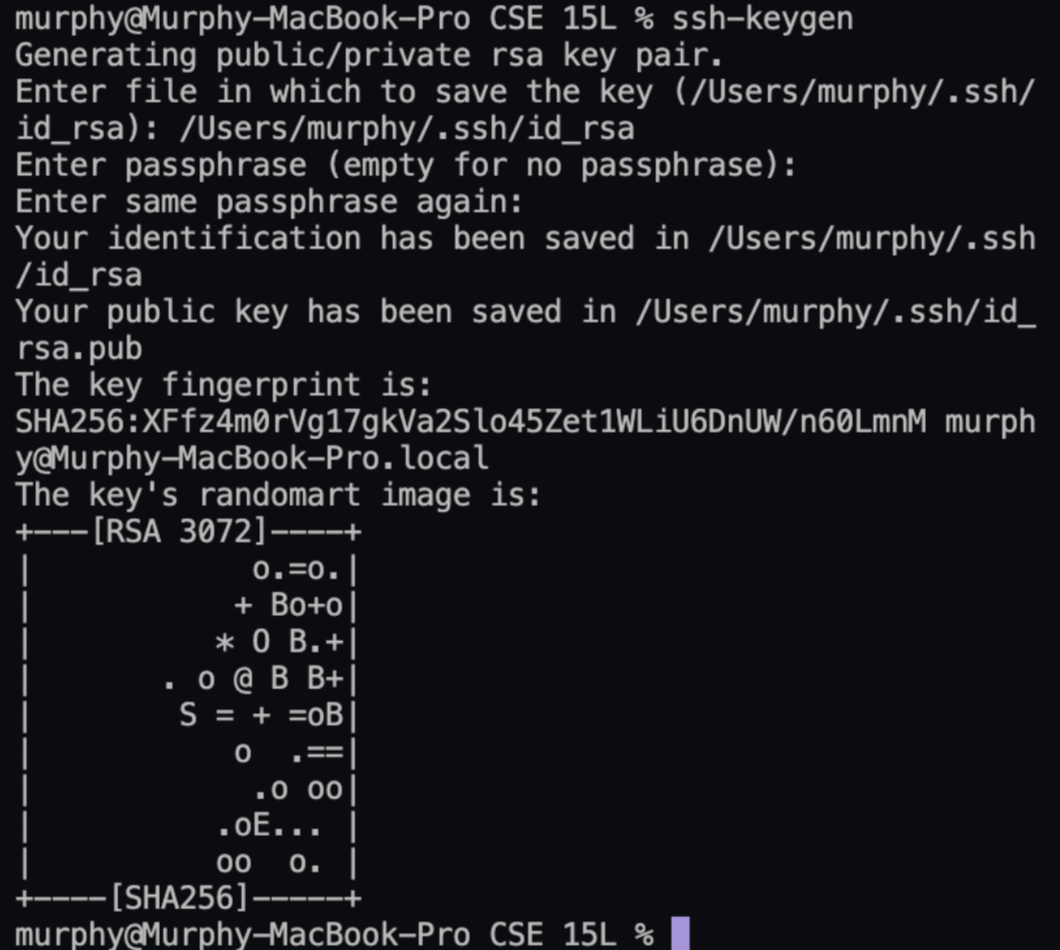 murphy@Murphy-MacBook-Pro CSE 15L % ssh-keygen
Generating public/private rsa key pair.
Enter file in which to save the key (/Users/murphy/.ssh/
id_rsa): /Users/murphy/.ssh/id_rsa
Enter passphrase (empty for no passphrase):
Enter same passphrase again:
Your identification has been saved in /Users/murphy/.ssh
/id_rsa
Your public key has been saved in /Users/murphy/.ssh/id_
rsa.pub
The key fingerprint is:
SHA256:XFfz4m0rVg17gkVa2Slo45Zet1WLiU6DnUW/n60LmnM murph
y@Murphy-MacBook-Pro.local
The key's randomart image is:
+---[RSA 3072]----+
|            o.=o.|
|           + Bo+o|
|          * O B.+|
|       . o @ B B+|
|        S = + =oB|
|           o  .==|
|            .o oo|
|          .oE... |
|          oo  o. |
+----[SHA256]-----+
murphy@Murphy-MacBook-Pro CSE 15L %